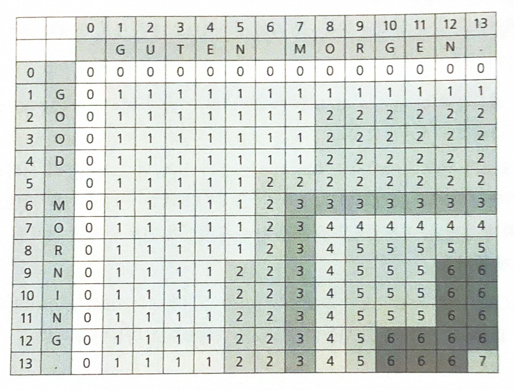 0 1 2 3 4 5 6 7 8 9 10 11 12 13
G U T E N M O R G E N .
0 0 0 0 0 0 0 0 0 0 0 0 0 0 0
1 G 0 1 1 1 1 1 1 1 1 1 1 1 1 1
2 O 0 1 1 1 1 1 1 1 2 2 2 2 2 2
3 O 0 1 1 1 1 1 1 1 2 2 2 2 2 2
4 D 0 1 1 1 1 1 1 1 2 2 2 2 2 2
5 0 1 1 1 1 1 2 2 2 2 2 2 2 2
6 M 0 1 1 1 1 1 2 3 3 3 3 3 3 3
7 O 0 1 1 1 1 1 2 3 4 4 4 4 4 4
8 R 0 1 1 1 1 1 2 3 4 5 5 5 5 5
9 N 0 1 1 1 1 2 2 3 4 5 5 5 6 6
10 I 0 1 1 1 1 2 2 3 4 5 5 5 6 6
11 N 0 1 1 1 1 2 2 3 4 5 5 5 6 6
12 G 0 1 1 1 1 2 2 3 4 5 6 6 6 6
13 . 0 1 1 1 1 2 2 3 4 5 6 6 6 7